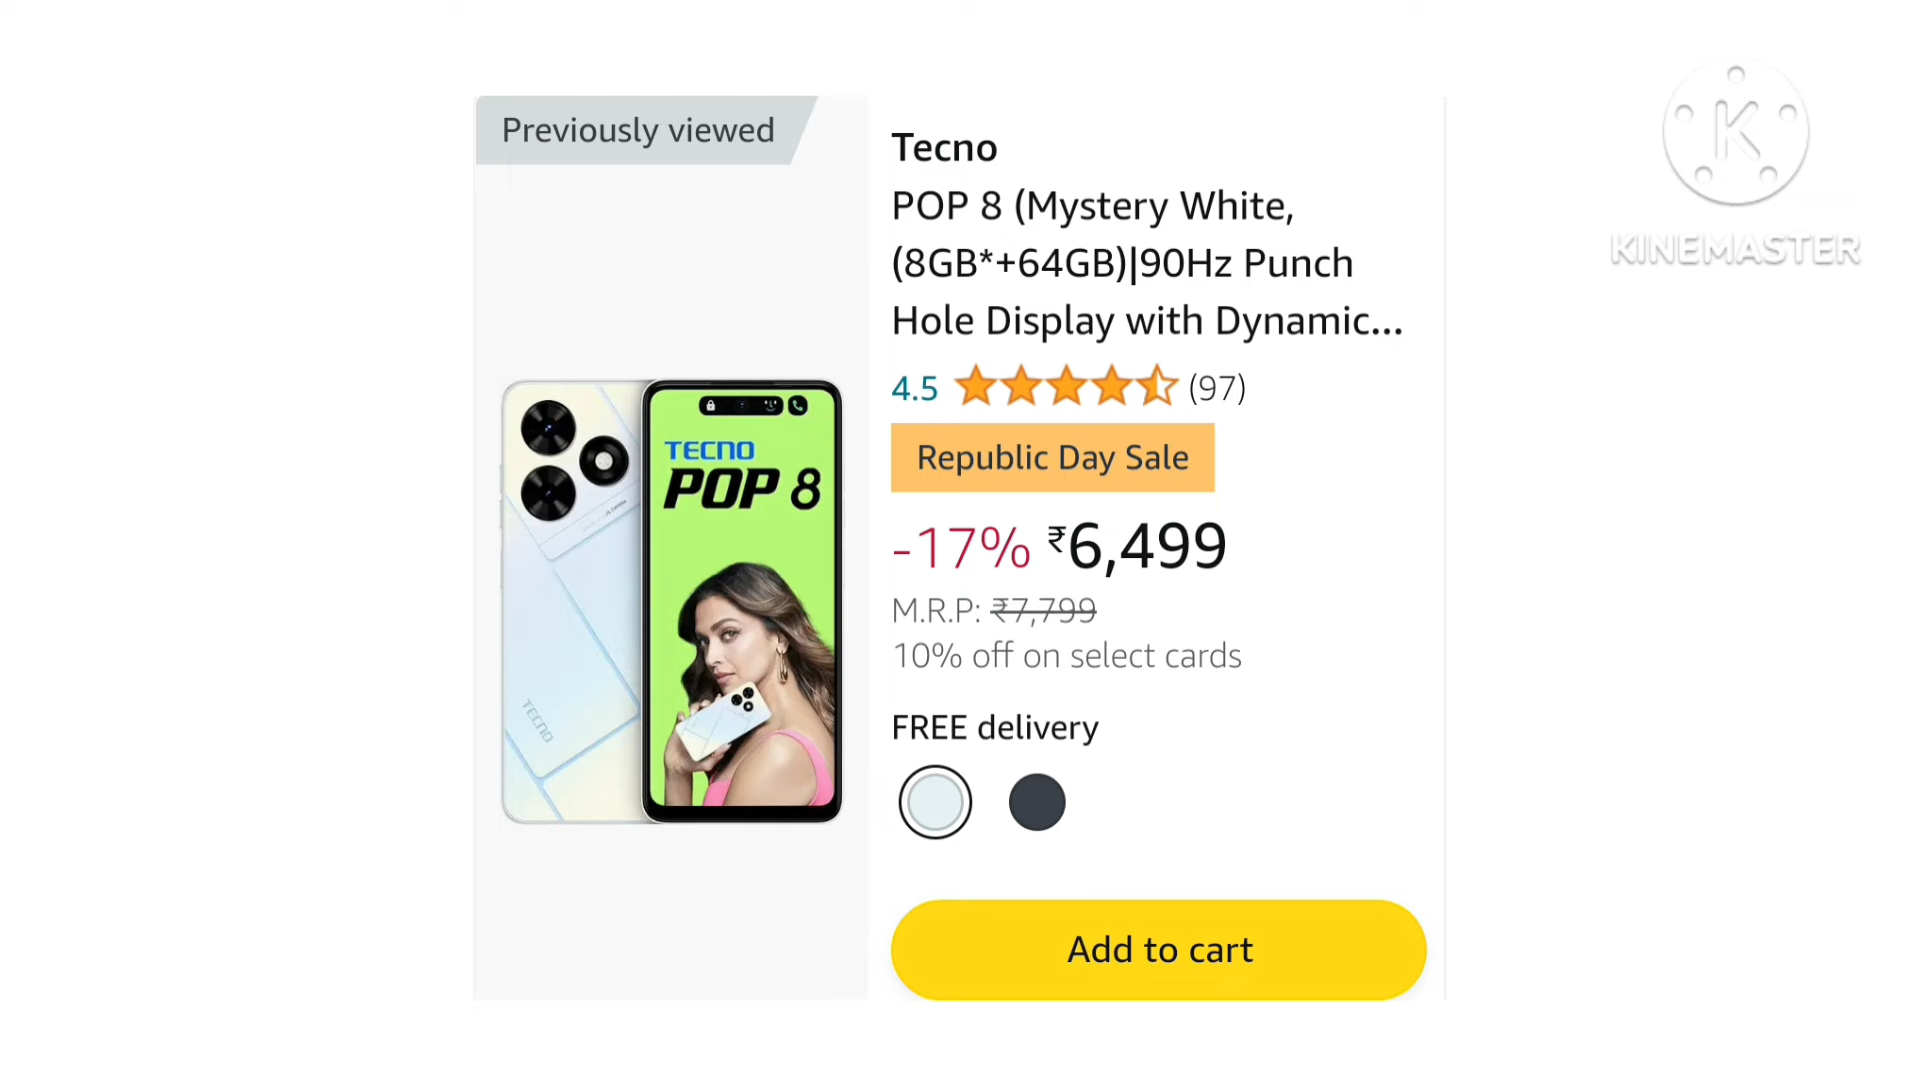 Previously viewed
Tecno
POP 8 (Mystery White,
(8GB*+64GB)|90Hz Punch
Hole Display with Dynamic...
4.5 (97)
Republic Day Sale
-17% ₹6,499
M.R.P: ₹7,799
10% off on select cards
FREE delivery
Add to cart
TECNO
POP 8
TECNO
K
KINEMASTER